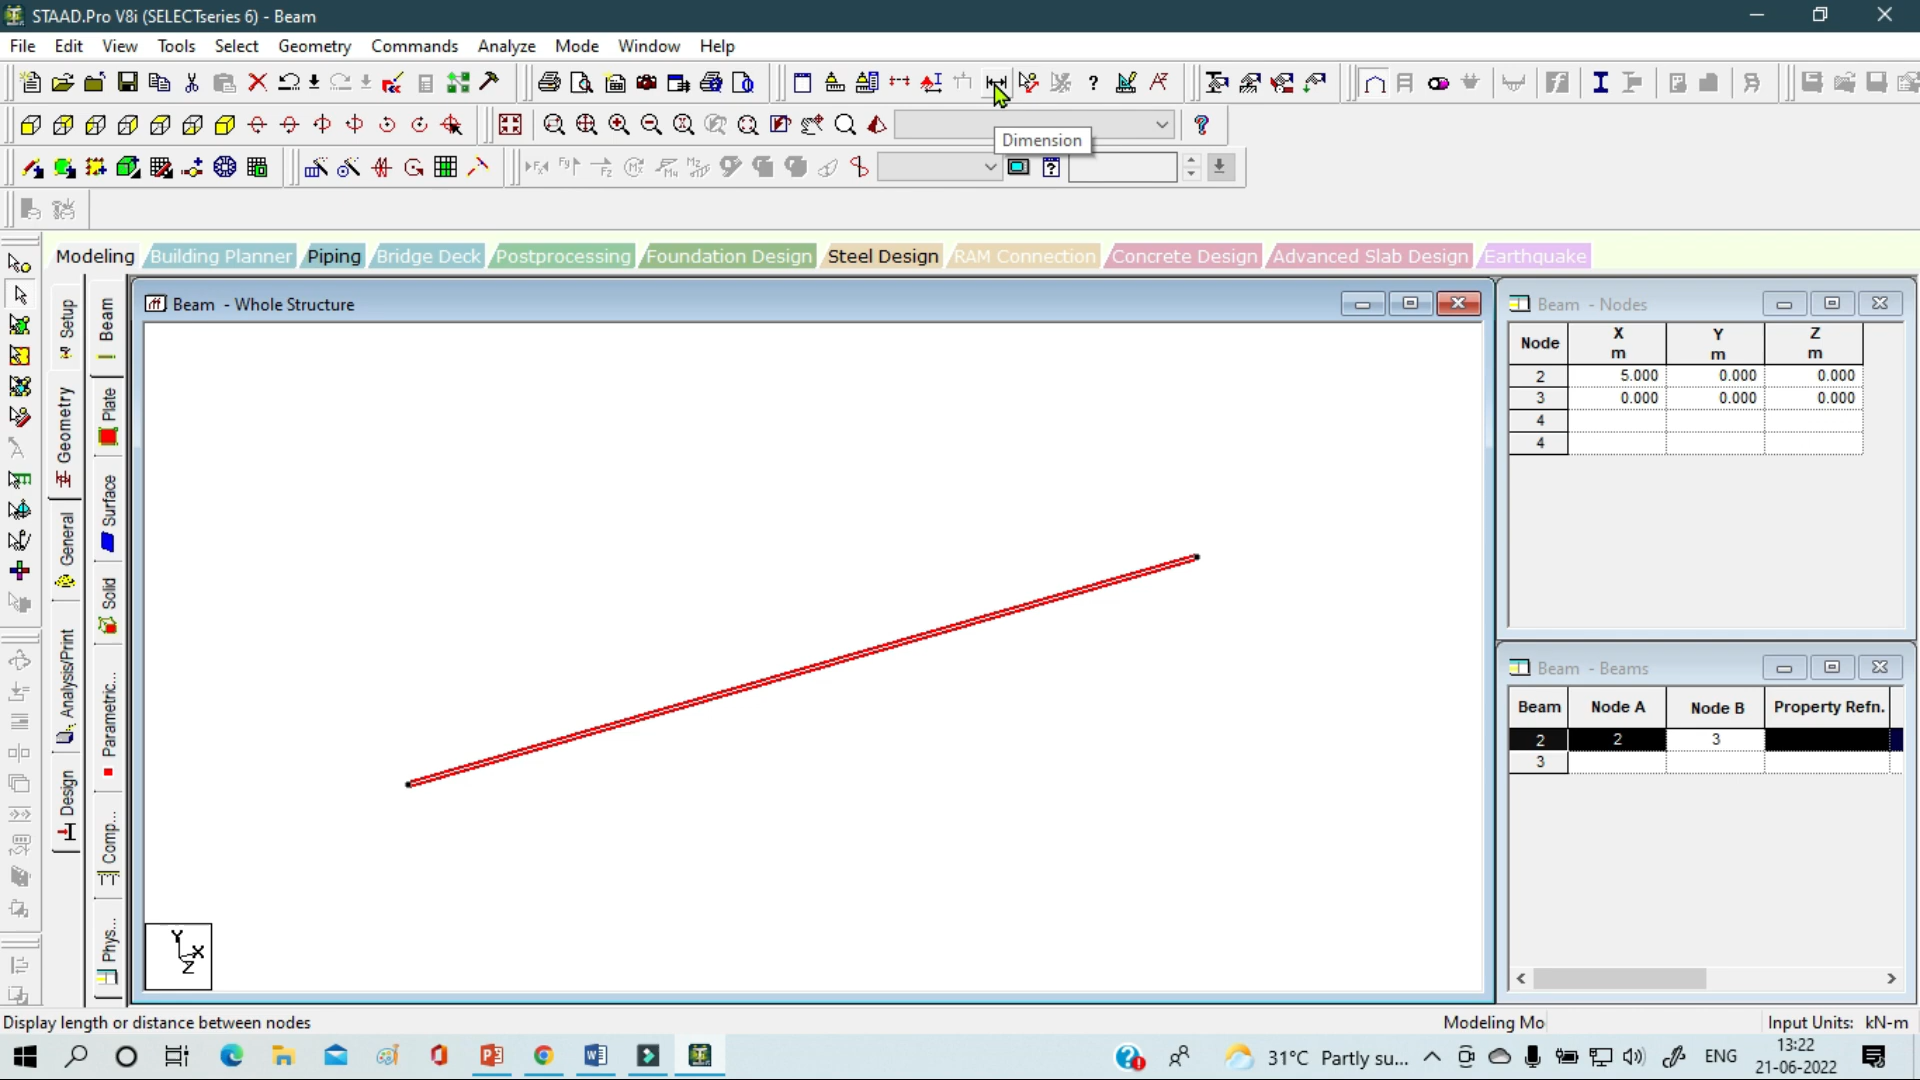 STAAD.Pro V8i (SELECTseries 6) - Beam
File Edit View Tools Select Geometry Commands Analyze Mode Window Help
Dimension
Modeling Building Planner Piping Bridge Deck Postprocessing Foundation Design Steel Design RAM Connection Concrete Design Advanced Slab Design Earthquake
Setup
Geometry
General
Analysis/Print
Design
Beam
Plate
Surface
Solid
Parametric...
Comp...
Phys...
Beam - Whole Structure
Y
X
Z
Beam - Nodes
Node X m Y m Z m
2 5.000 0.000 0.000
3 0.000 0.000 0.000
4
4
Beam - Beams
Beam Node A Node B Property Refn.
2 2 3
3
Display length or distance between nodes
Modeling Mo
Input Units: kN-m
31°C Partly su...
ENG
13:22
21-06-2022